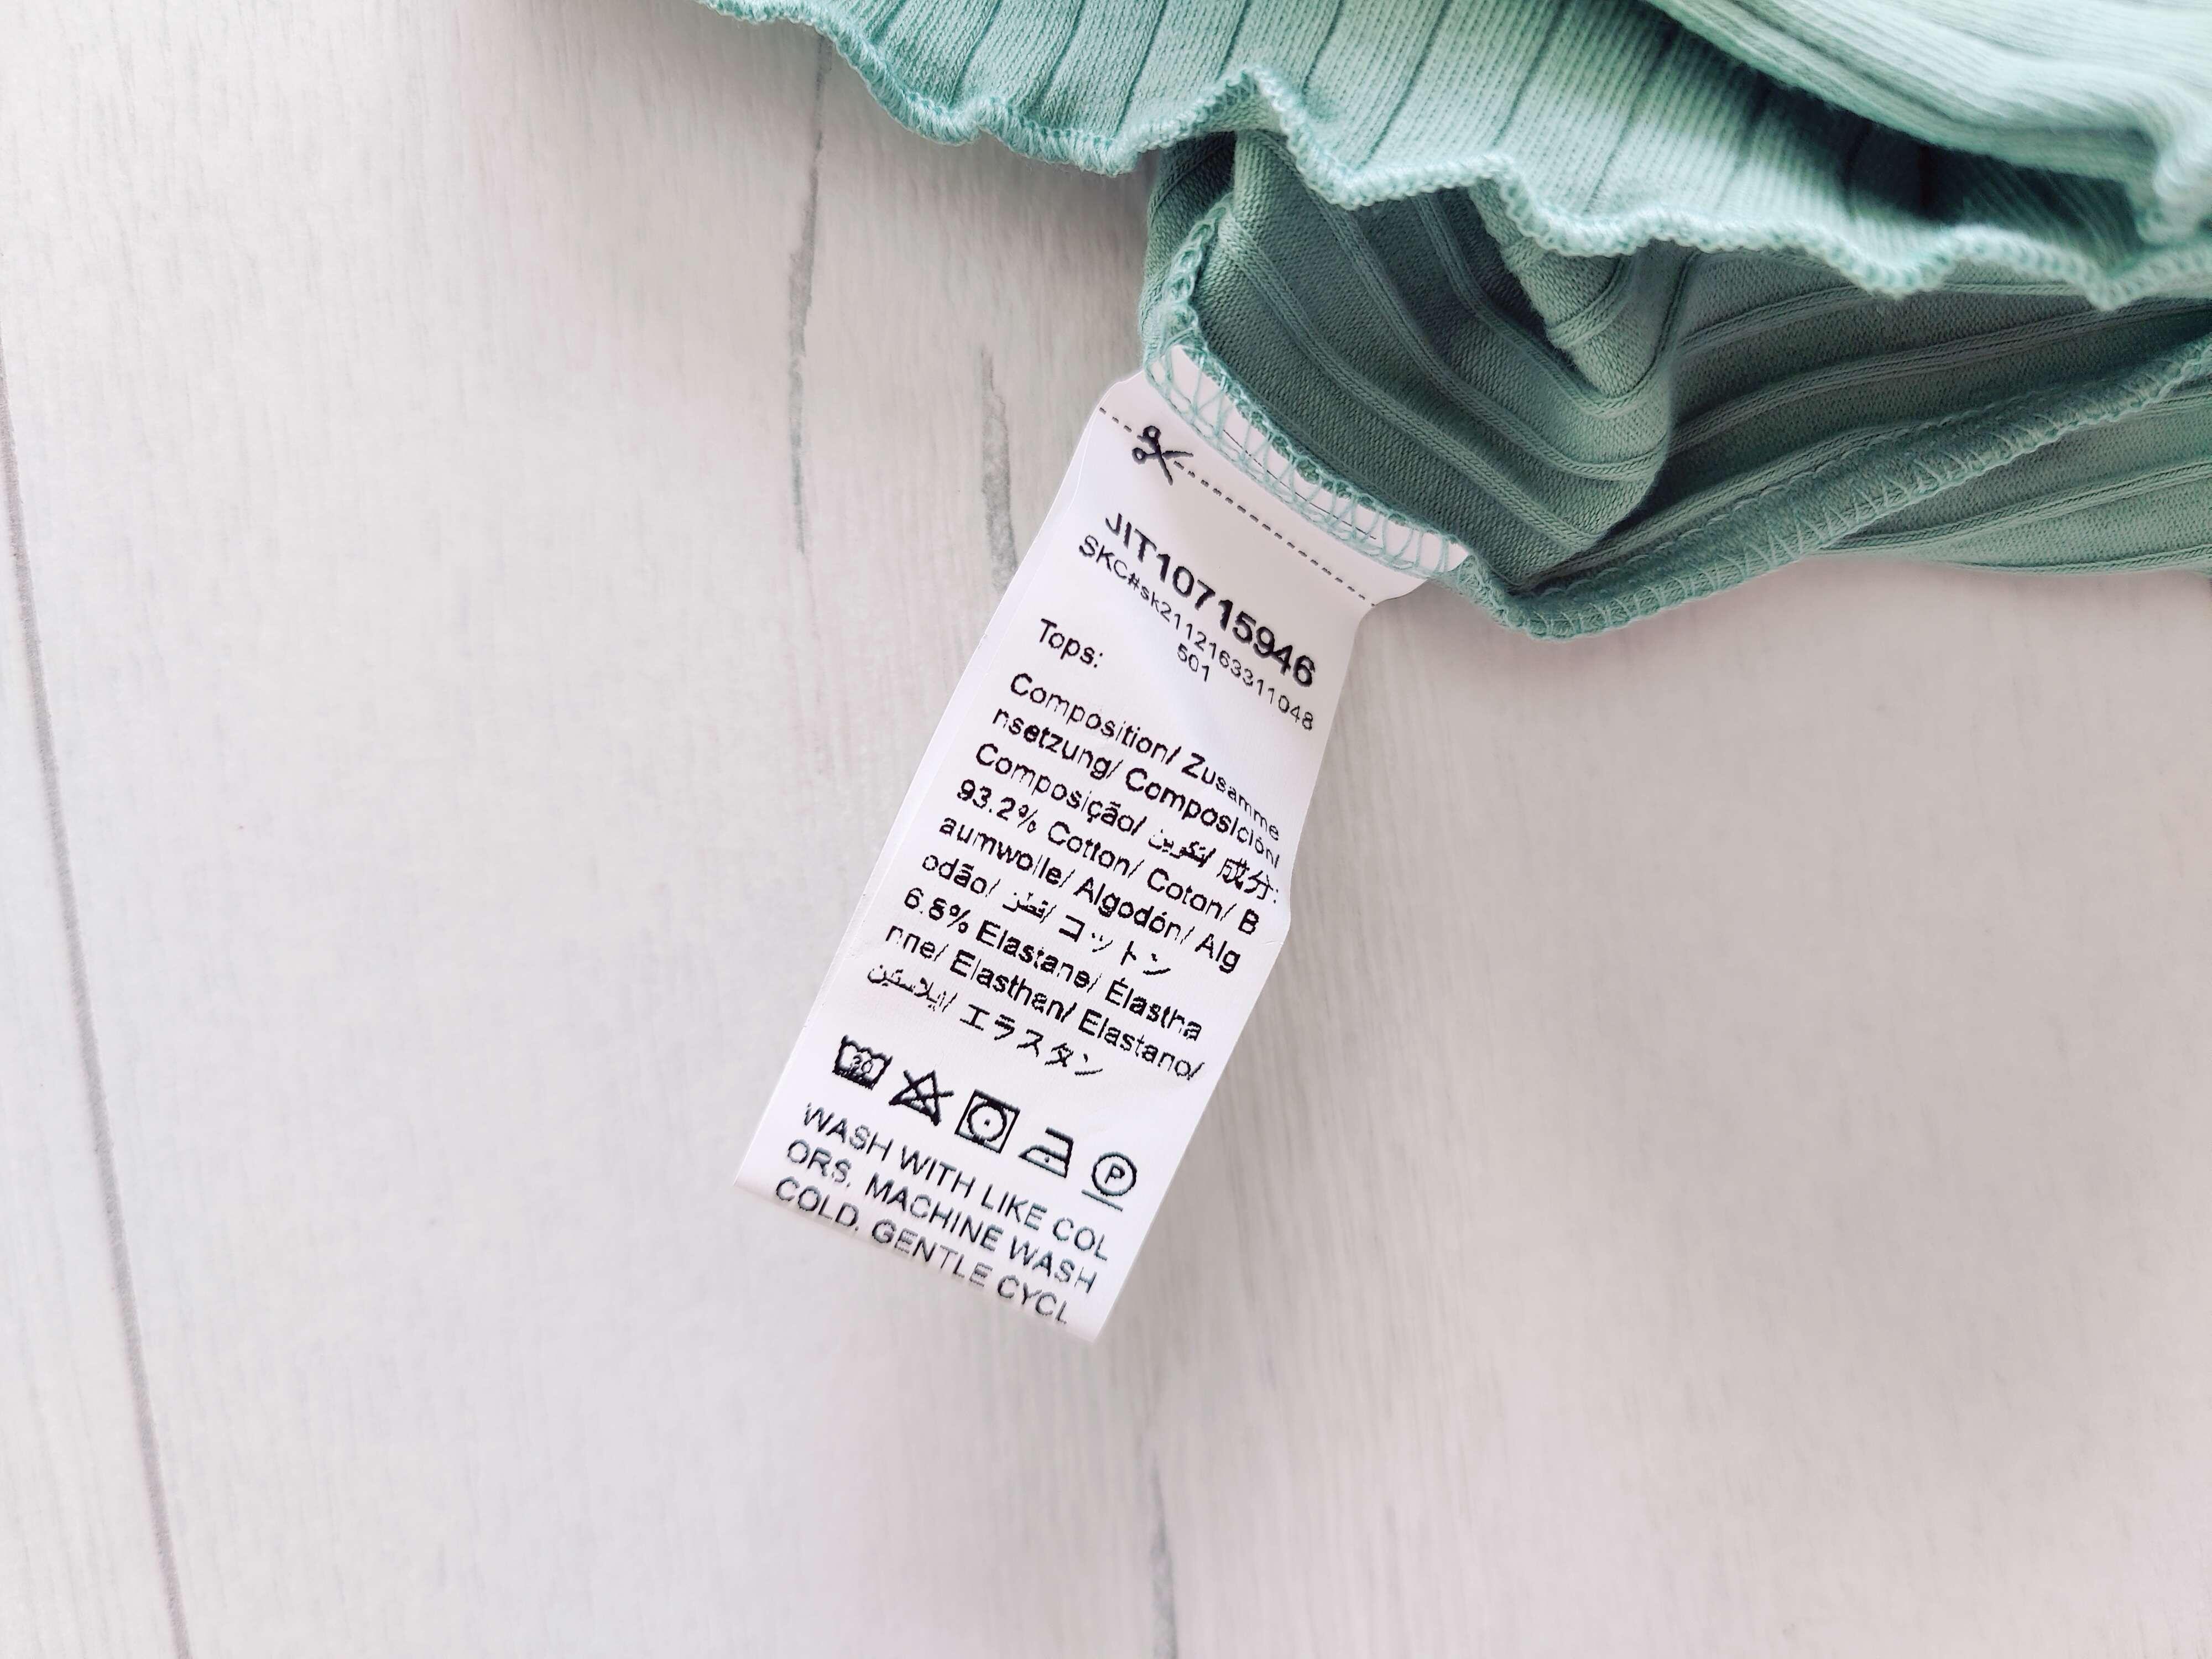 JIT10715946
SKC#sk2112163311048
501
Tops:
Composition/ Zusamme
nsetzung/ Composición/
Composição/ تكوين/ 成分:
93.2% Cotton/ Coton/ B
aumwolle/ Algodón/ Alg
odão/ قطن/ コットン
6.8% Elastane/ Élastha
nne/ Elasthan/ Elastano/
إيلاستين/ エラスタン
30
P
WASH WITH LIKE COL
ORS, MACHINE WASH
COLD, GENTLE CYCL